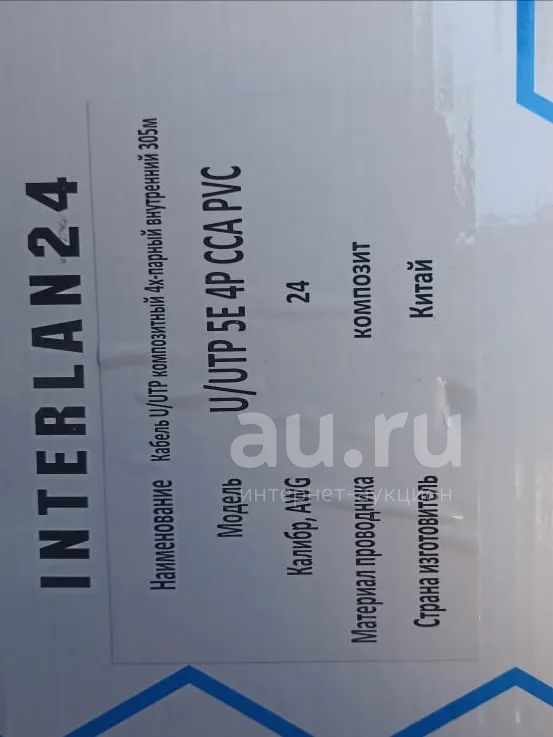 INTERLAN24
Наименование Кабель U/UTP композитный 4х-парный внутренний 305м
Модель U/UTP 5E 4P CCA PVC
Калибр, AWG 24
Материал проводника композит
Страна изготовитель Китай
au.ru
интернет-аукцион